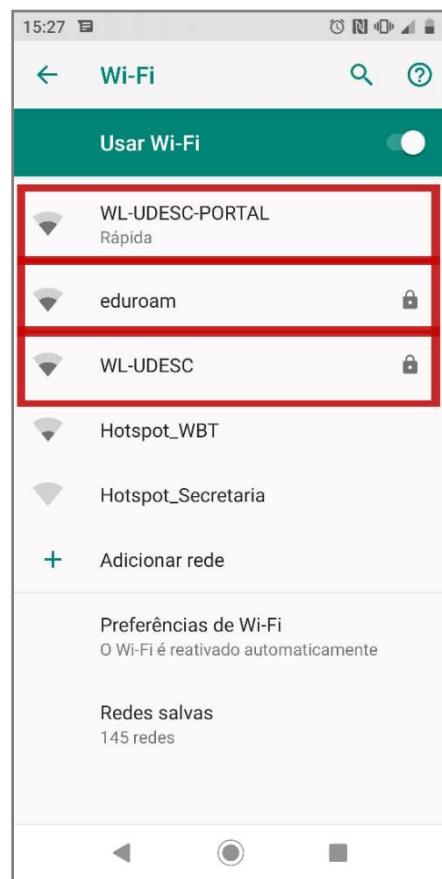 15:27
Wi-Fi
Usar Wi-Fi
WL-UDESC-PORTAL
Rápida
eduroam
WL-UDESC
Hotspot_WBT
Hotspot_Secretaria
Adicionar rede
Preferências de Wi-Fi
O Wi-Fi é reativado automaticamente
Redes salvas
145 redes